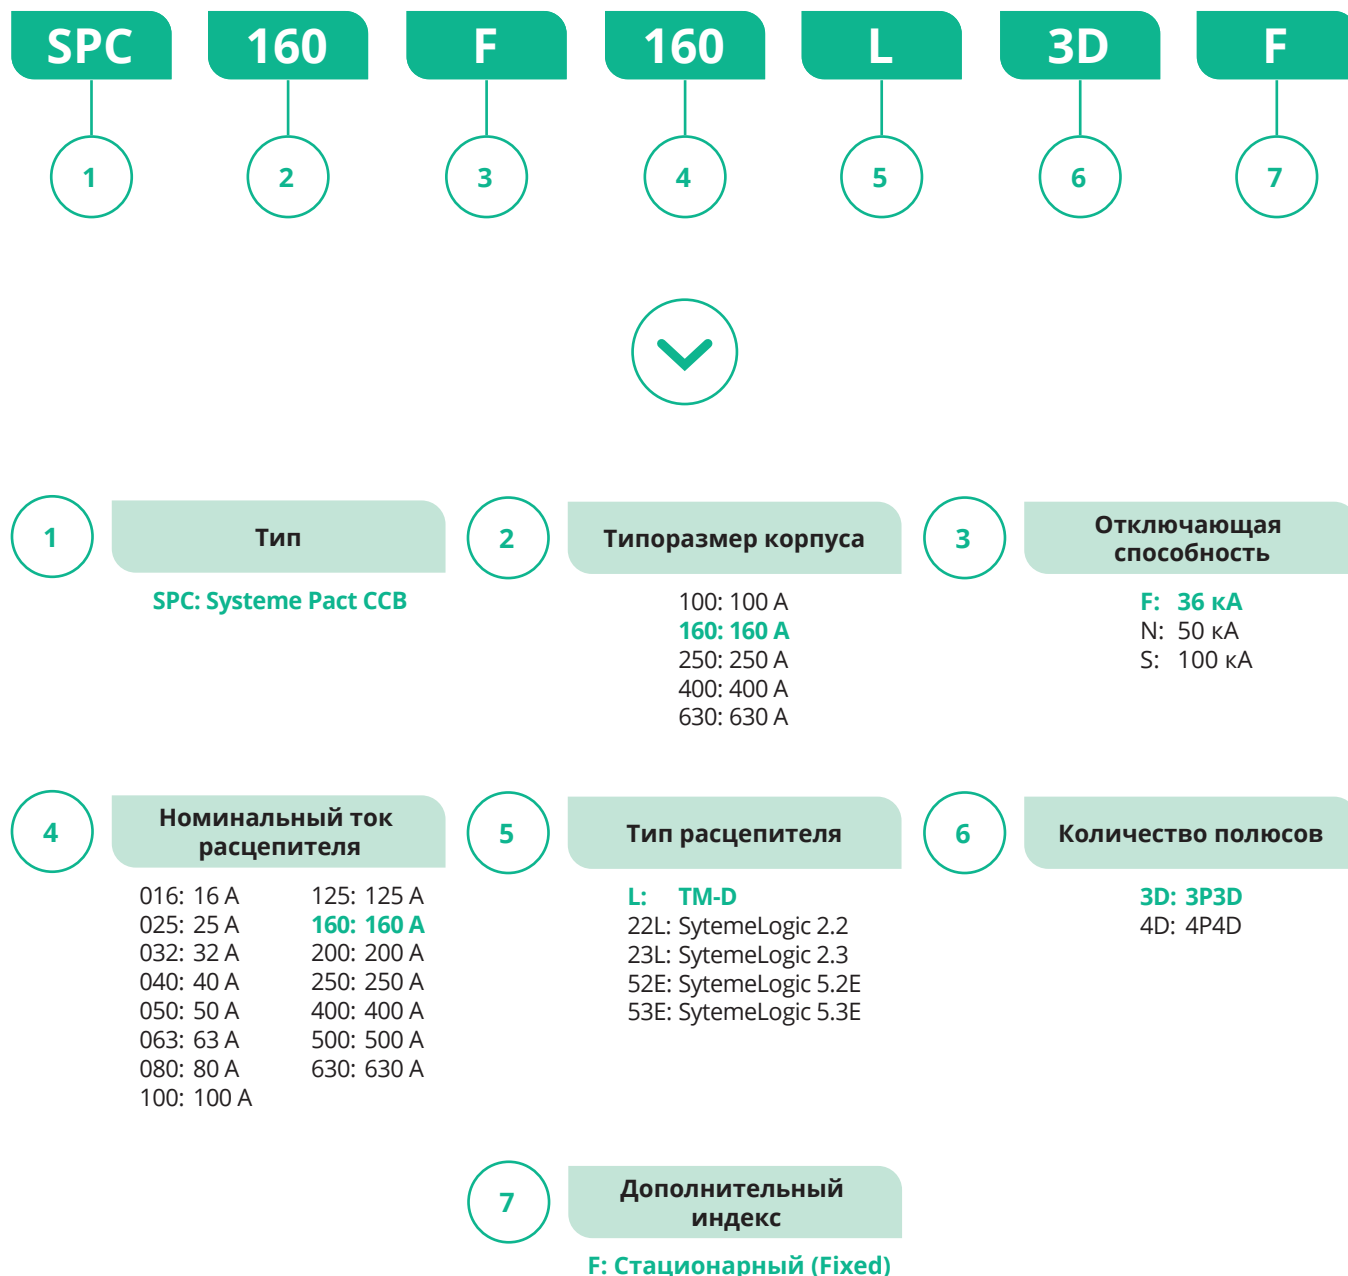 SPC 160 F 160 L 3D F
1 2 3 4 5 6 7
1 Тип
SPC: Systeme Pact CCB
2 Типоразмер корпуса
100: 100 A
160: 160 A
250: 250 A
400: 400 A
630: 630 A
3 Отключающая
способность
F: 36 кА
N: 50 кА
S: 100 кА
4 Номинальный ток
расцепителя
016: 16 A
025: 25 A
032: 32 A
040: 40 A
050: 50 A
063: 63 A
080: 80 A
100: 100 A
125: 125 A
160: 160 A
200: 200 A
250: 250 A
400: 400 A
500: 500 A
630: 630 A
5 Тип расцепителя
L: TM-D
22L: SytemeLogic 2.2
23L: SytemeLogic 2.3
52E: SytemeLogic 5.2E
53E: SytemeLogic 5.3E
6 Количество полюсов
3D: 3P3D
4D: 4P4D
7 Дополнительный
индекс
F: Стационарный (Fixed)